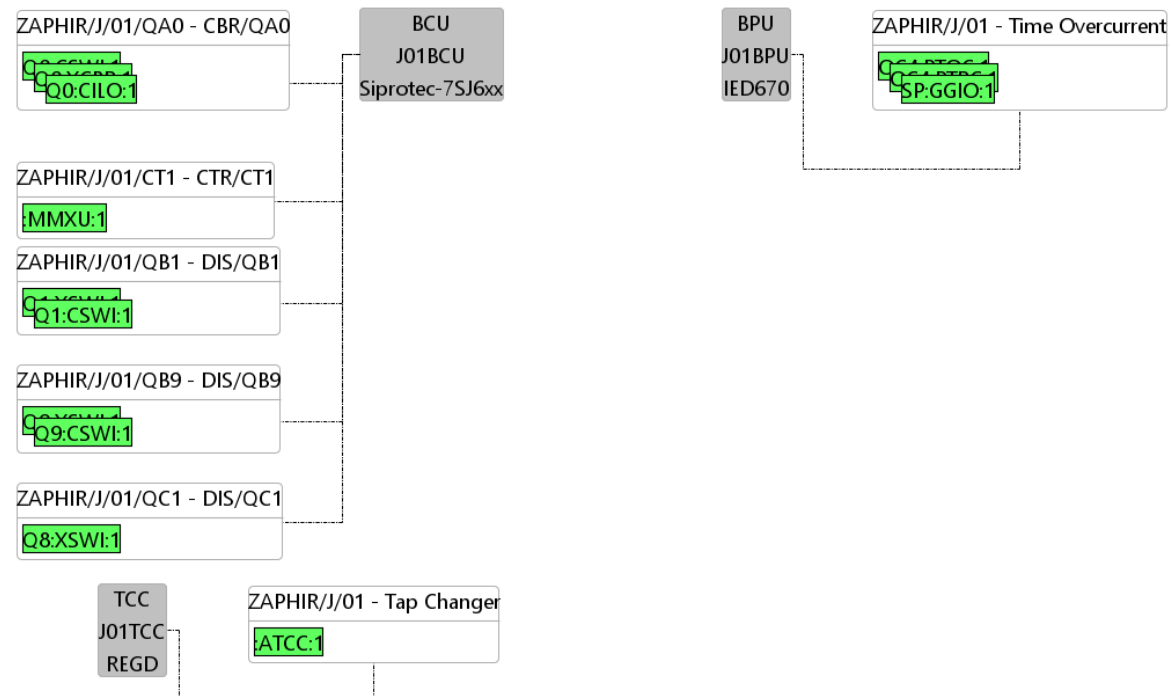 ZAPHIR/J/01/QA0 - CBR/QA0
Q0:CILO:1
BCU
J01BCU
Siprotec-7SJ6xx
BPU
J01BPU
IED670
ZAPHIR/J/01 - Time Overcurrent
SP:GGIO:1
ZAPHIR/J/01/CT1 - CTR/CT1
:MMXU:1
ZAPHIR/J/01/QB1 - DIS/QB1
Q1:CSWI:1
ZAPHIR/J/01/QB9 - DIS/QB9
Q9:CSWI:1
ZAPHIR/J/01/QC1 - DIS/QC1
Q8:XSWI:1
TCC
J01TCC
REGD
ZAPHIR/J/01 - Tap Changer
:ATCC:1